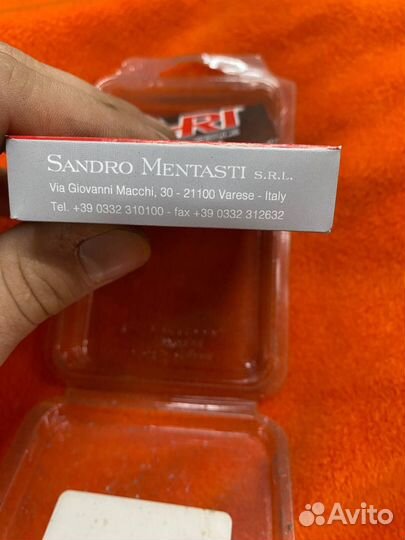 SANDRO MENTASTI S.R.L.
Via Giovanni Macchi, 30 - 21100 Varese - Italy
Tel. +39 0332 310100 - fax +39 0332 312632
Avito